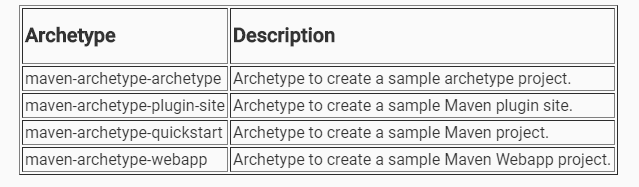 Archetype Description
maven-archetype-archetype Archetype to create a sample archetype project.
maven-archetype-plugin-site Archetype to create a sample Maven plugin site.
maven-archetype-quickstart Archetype to create a sample Maven project.
maven-archetype-webapp Archetype to create a sample Maven Webapp project.